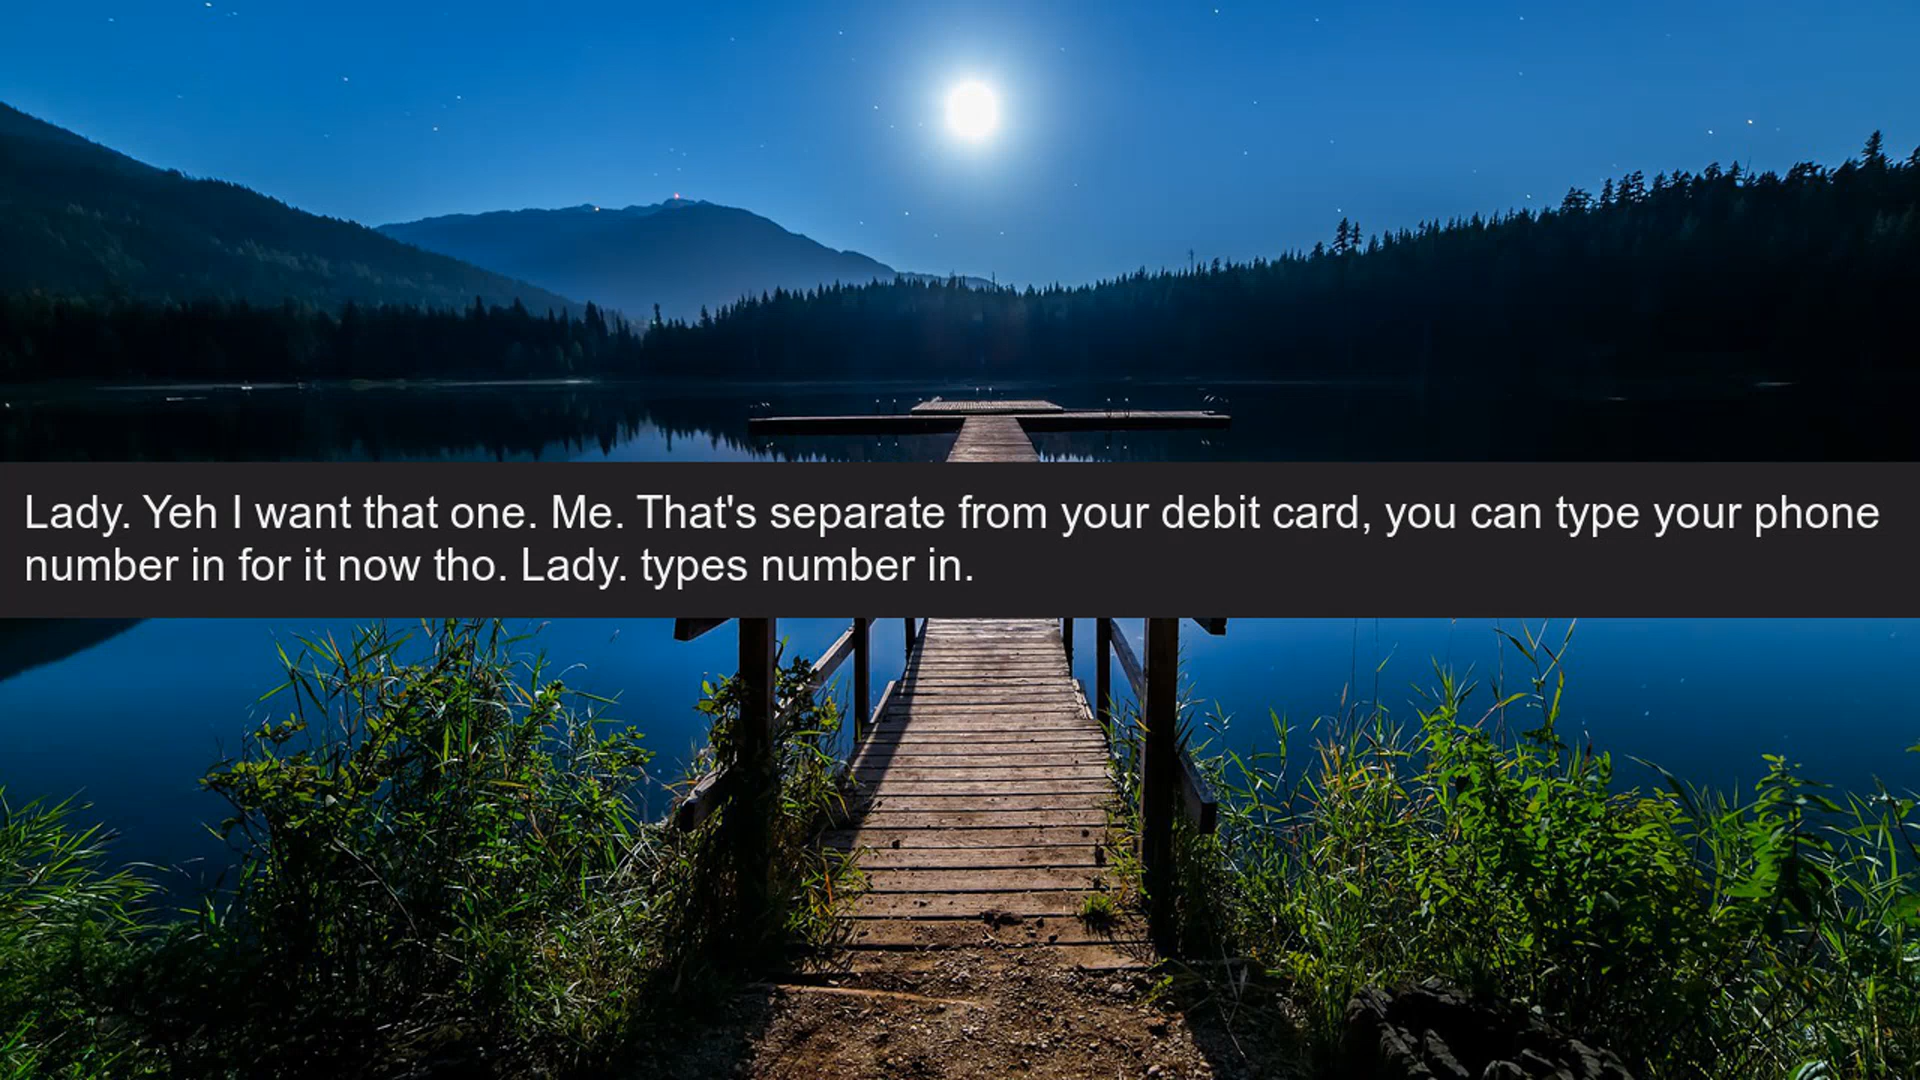 Lady. Yeh I want that one. Me. That's separate from your debit card, you can type your phone
number in for it now tho. Lady. types number in.